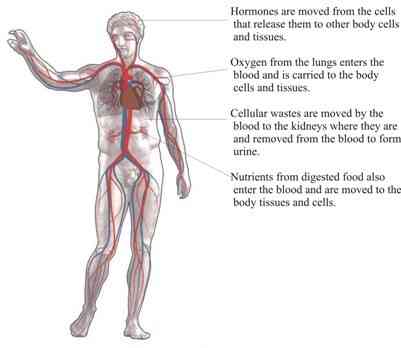 Hormones are moved from the cells
that release them to other body cells
and tissues.
Oxygen from the lungs enters the
blood and is carried to the body
cells and tissues.
Cellular wastes are moved by the
blood to the kidneys where they are
and removed from the blood to form
urine.
Nutrients from digested food also
enter the blood and are moved to the
body tissues and cells.